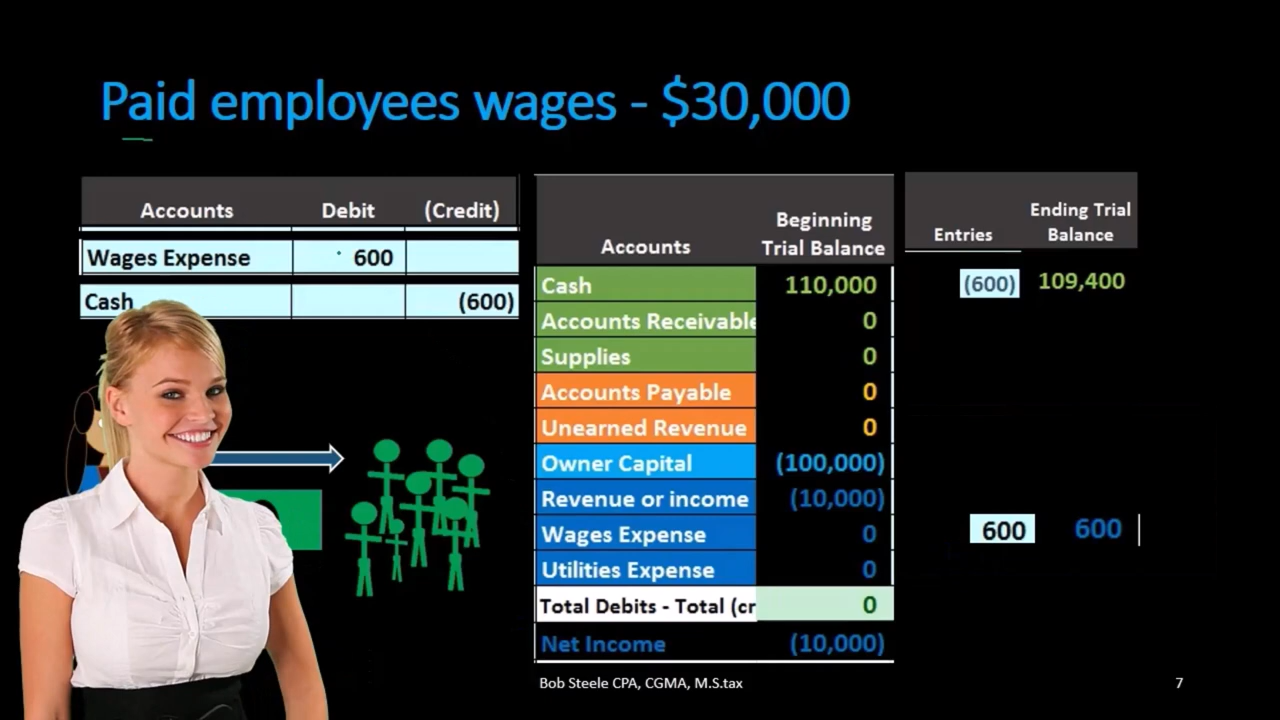 Paid employees wages - $30,000
Accounts Debit (Credit)
Wages Expense 600
Cash (600)
Accounts Beginning Trial Balance
Cash 110,000
Accounts Receivable 0
Supplies 0
Accounts Payable 0
Unearned Revenue 0
Owner Capital (100,000)
Revenue or income (10,000)
Wages Expense 0
Utilities Expense 0
Total Debits - Total (cr 0
Net Income (10,000)
Entries Ending Trial Balance
(600) 109,400
600 600
Bob Steele CPA, CGMA, M.S.tax
7